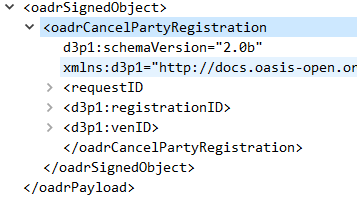 <oadrSignedObject>
<oadrCancelPartyRegistration
d3p1:schemaVersion="2.0b"
xmlns:d3p1="http://docs.oasis-open.or
<requestID
<d3p1:registrationID>
<d3p1:venID>
</oadrCancelPartyRegistration>
</oadrSignedObject>
</oadrPayload>